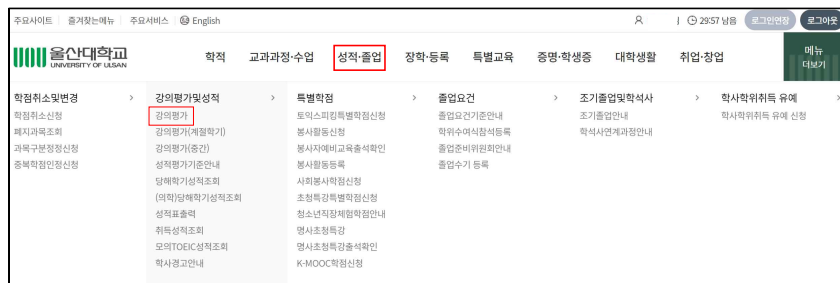 주요사이트 | 즐겨찾는메뉴 | 주요서비스 | English
29:57 남음 로그인연장 로그아웃
울산대학교
UNIVERSITY OF ULSAN
학적 교과과정·수업 성적·졸업 장학·등록 특별교육 증명·학생증 대학생활 취업·창업
메뉴
더보기
학점취소및변경 >
학점취소신청
폐지과목조회
과목구분정정신청
중복학점인정신청
강의평가및성적 >
강의평가
강의평가(계절학기)
강의평가(중간)
성적평가기준안내
당해학기성적조회
(의학)당해학기성적조회
성적표출력
취득성적조회
모의TOEIC성적조회
학사경고안내
특별학점 >
토익스피킹특별학점신청
봉사활동신청
봉사자예비교육출석확인
봉사활동등록
사회봉사학점신청
초청특강특별학점신청
청소년직장체험학점안내
명사초청특강
명사초청특강출석확인
K-MOOC학점신청
졸업요건 >
졸업요건기준안내
학위수여식참석등록
졸업준비위원회안내
졸업수기 등록
조기졸업및학석사 >
조기졸업안내
학석사연계과정안내
학사학위취득 유예 >
학사학위취득 유예 신청